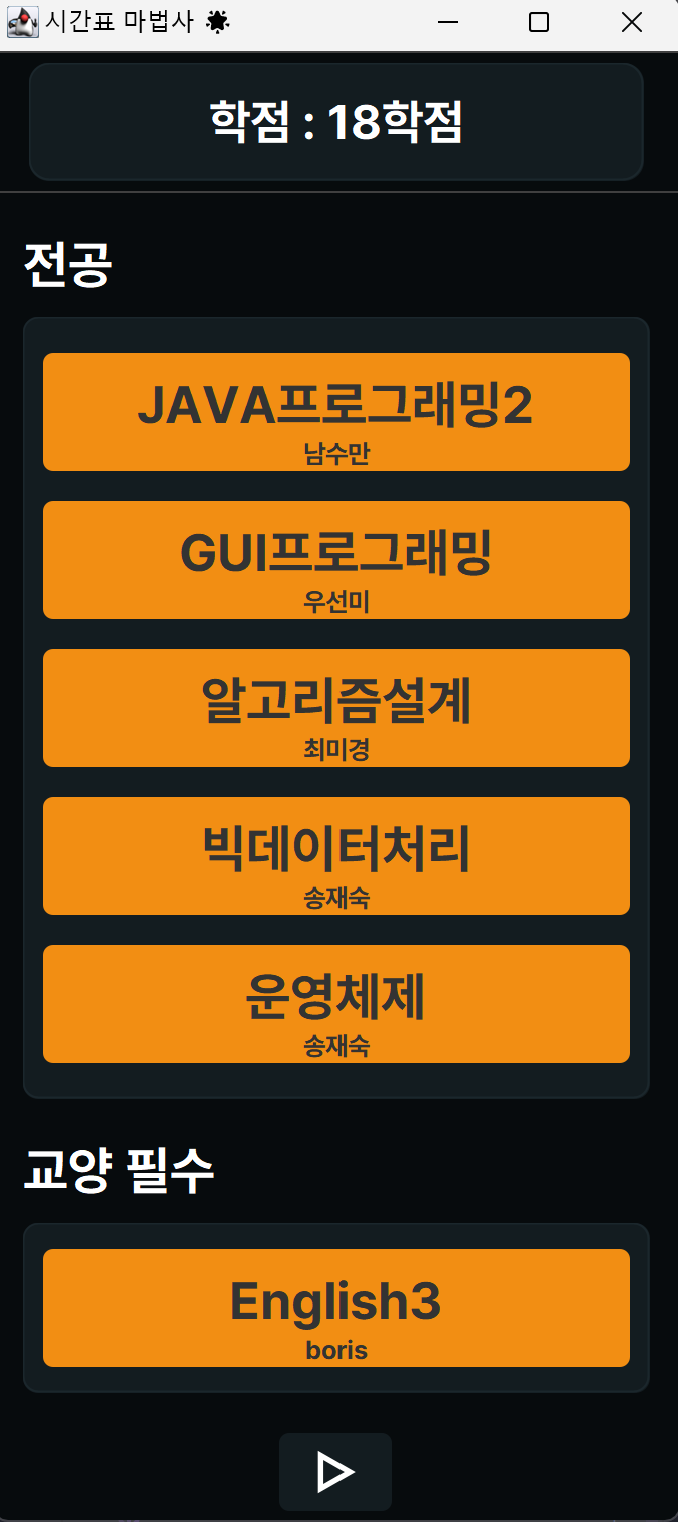 시간표 마법사 🌟
학점 : 18학점
전공
JAVA프로그래밍2
남수만
GUI프로그래밍
우선미
알고리즘설계
최미경
빅데이터처리
송재숙
운영체제
송재숙
교양 필수
English3
boris